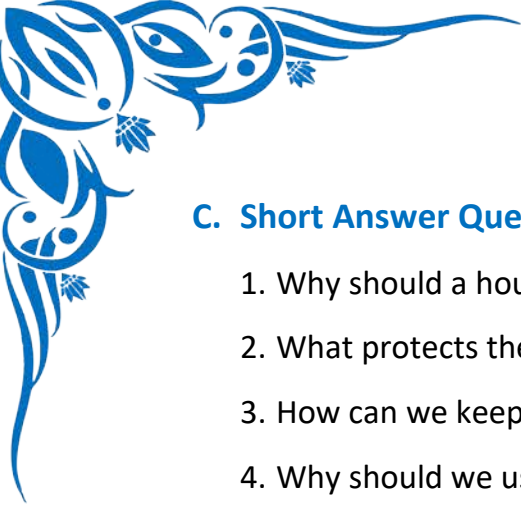 C. Short Answer Que
1. Why should a hou
2. What protects the
3. How can we keep
4. Why should we us